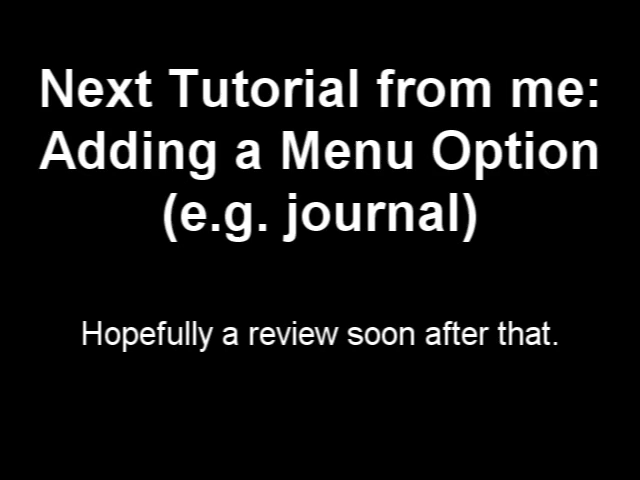 Next Tutorial from me:
Adding a Menu Option
(e.g. journal)
Hopefully a review soon after that.